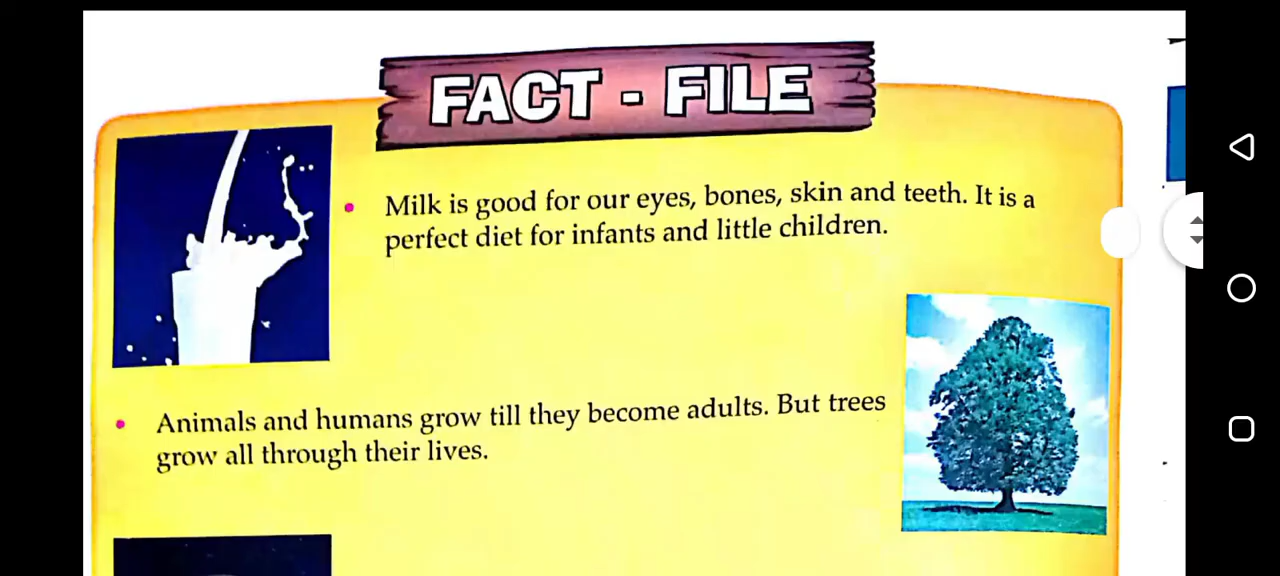 FACT - FILE
• Milk is good for our eyes, bones, skin and teeth. It is a
perfect diet for infants and little children.
• Animals and humans grow till they become adults. But trees
grow all through their lives.